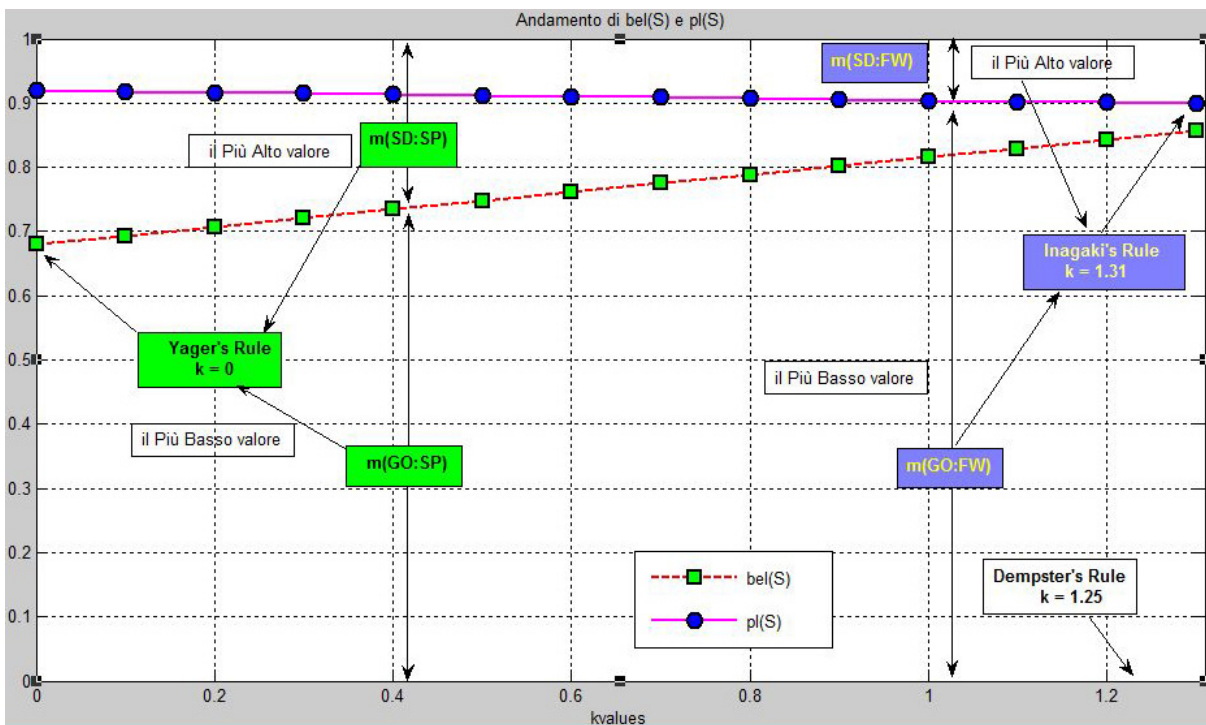 Andamento di bel(S) e pl(S)
1
0.9
0.8
0.7
0.6
0.5
0.4
0.3
0.2
0.1
0
m(SD:FW)
il Più Alto valore
m(SD:SP)
il Più Alto valore
Inagaki's Rule
k = 1.31
Yager's Rule
k = 0
il Più Basso valore
il Più Basso valore
m(GO:SP)
m(GO:FW)
bel(S)
pl(S)
Dempster's Rule
k = 1.25
0
0.2
0.4
0.6
0.8
1
1.2
kvalues